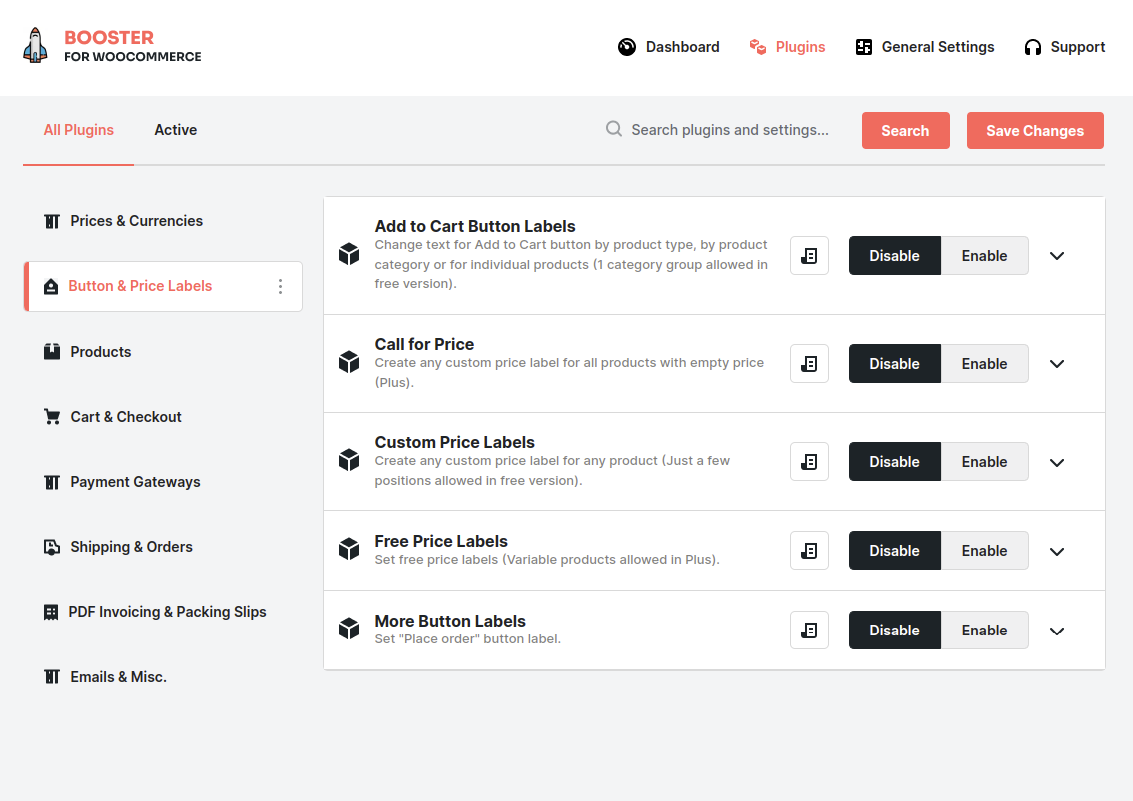 BOOSTER
FOR WOOCOMMERCE
Dashboard
Plugins
General Settings
Support
All Plugins
Active
Search plugins and settings...
Search
Save Changes
Prices & Currencies
Button & Price Labels
Products
Cart & Checkout
Payment Gateways
Shipping & Orders
PDF Invoicing & Packing Slips
Emails & Misc.
Add to Cart Button Labels
Change text for Add to Cart button by product type, by product
category or for individual products (1 category group allowed in
free version).
Disable
Enable
Call for Price
Create any custom price label for all products with empty price
(Plus).
Disable
Enable
Custom Price Labels
Create any custom price label for any product (Just a few
positions allowed in free version).
Disable
Enable
Free Price Labels
Set free price labels (Variable products allowed in Plus).
Disable
Enable
More Button Labels
Set "Place order" button label.
Disable
Enable